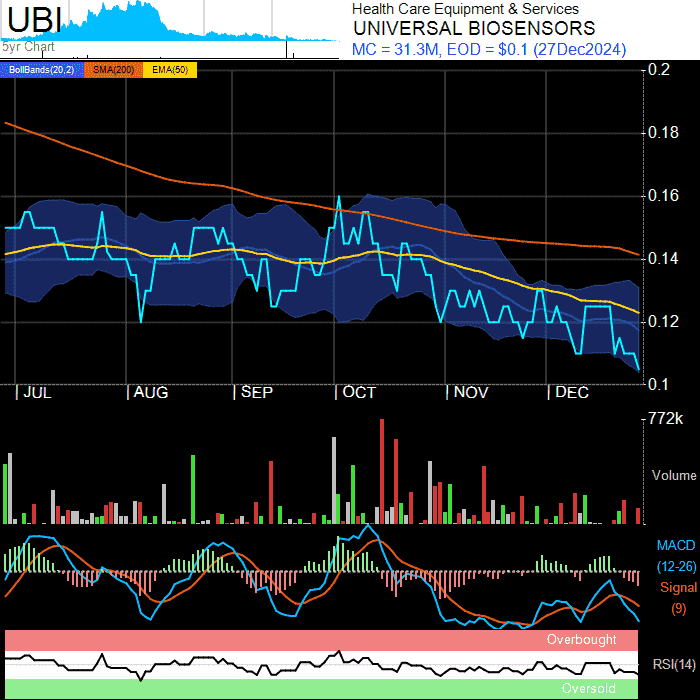 UBI
5yr Chart
Health Care Equipment & Services
UNIVERSAL BIOSENSORS
MC = 31.3M, EOD = $0.1 (27Dec2024)
BollBands(20,2) SMA(200) EMA(50)
0.2
0.18
0.16
0.14
0.12
0.1
JUL AUG SEP OCT NOV DEC
772k
Volume
MACD
(12-26)
Signal
(9)
Overbought
RSI(14)
Oversold